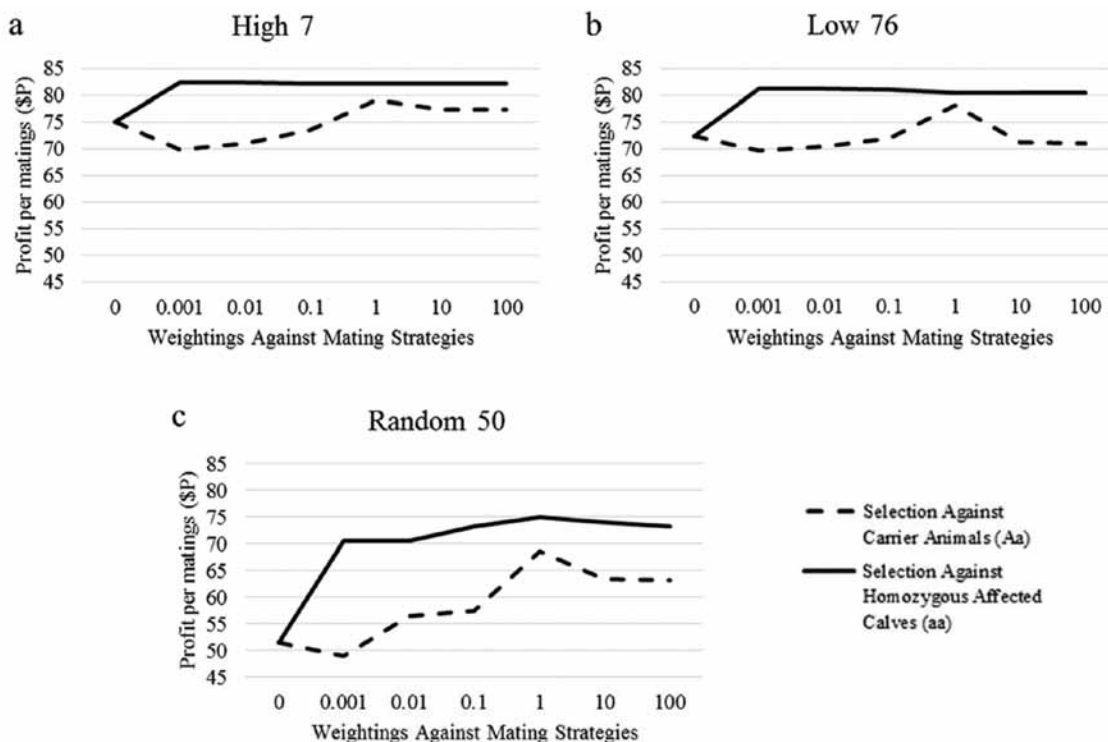 a
High 7
Profit per matings ($P)
85
80
75
70
65
60
55
50
45
0 0.001 0.01 0.1 1 10 100
Weightings Against Mating Strategies
b
Low 76
Profit per matings ($P)
85
80
75
70
65
60
55
50
45
0 0.001 0.01 0.1 1 10 100
Weightings Against Mating Strategies
c
Random 50
Profit per matings ($P)
85
80
75
70
65
60
55
50
45
0 0.001 0.01 0.1 1 10 100
Weightings Against Mating Strategies
Selection Against
Carrier Animals (Aa)
Selection Against
Homozygous Affected
Calves (aa)